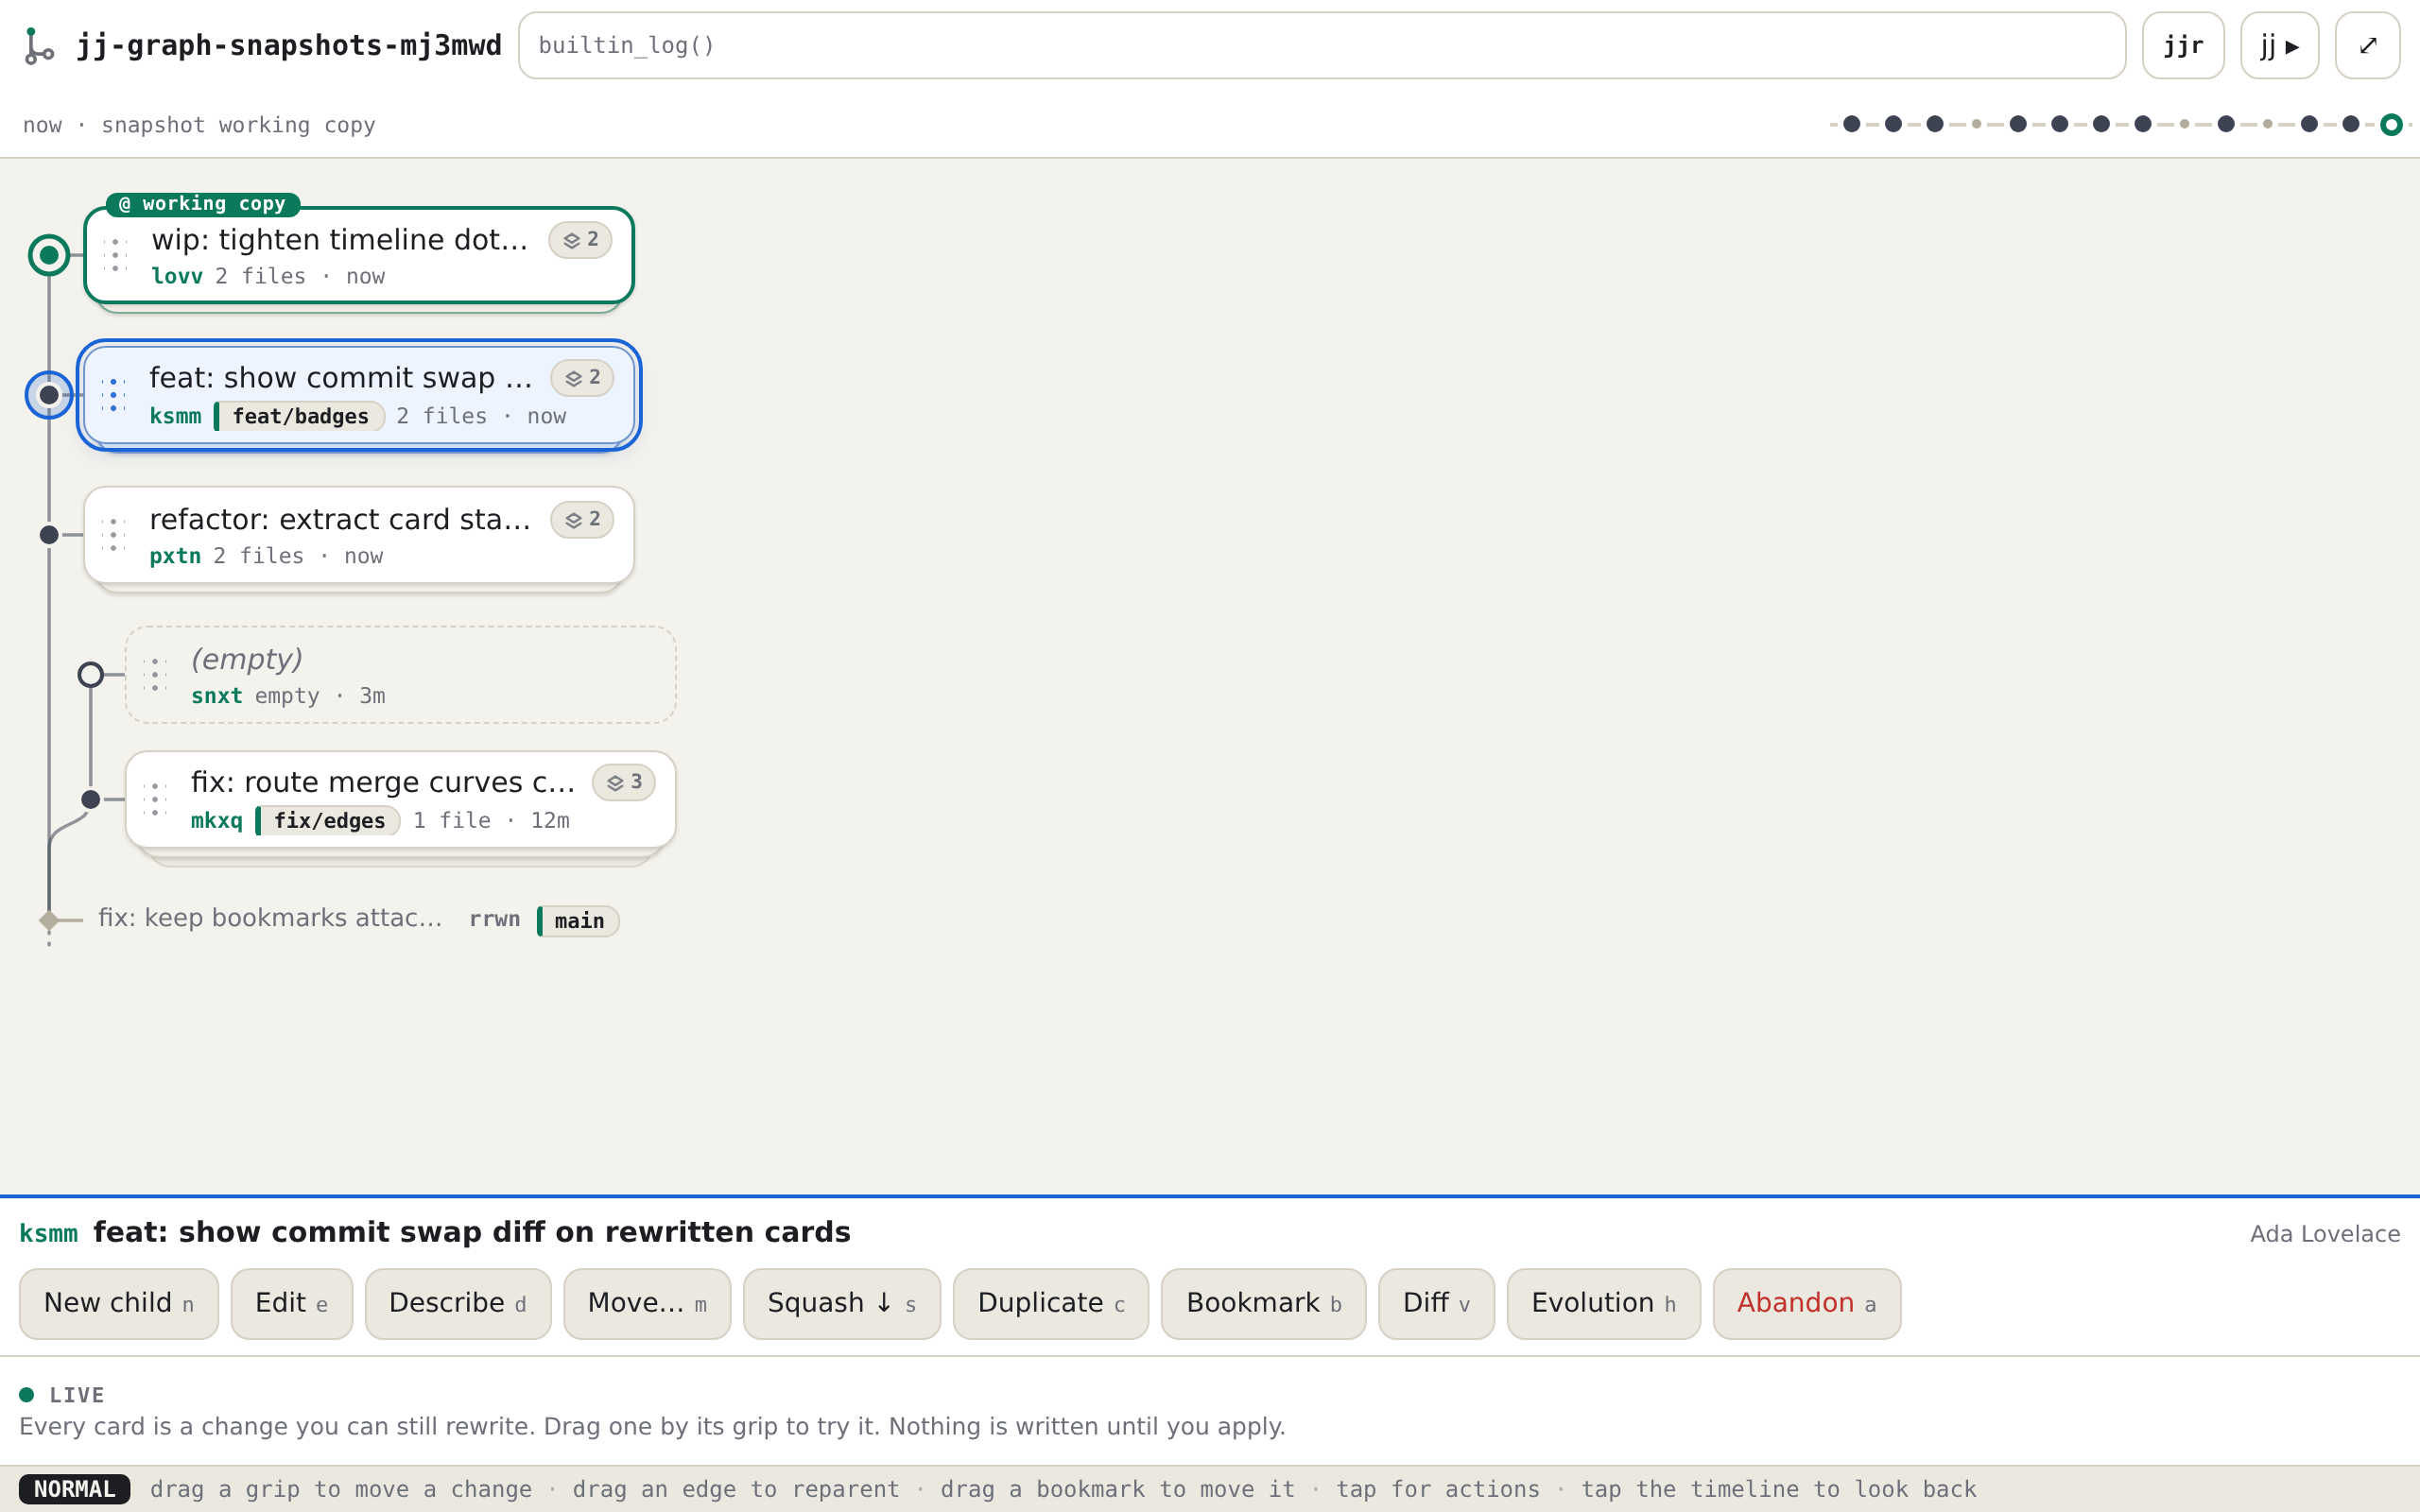 jj-graph-snapshots-mj3mwd builtin_log() jjr jj ▶ ⤢
now · snapshot working copy
@ working copy
wip: tighten timeline dot… 2
lovv 2 files · now
feat: show commit swap … 2
ksmm feat/badges 2 files · now
refactor: extract card sta… 2
pxtn 2 files · now
(empty)
snxt empty · 3m
fix: route merge curves c… 3
mkxq fix/edges 1 file · 12m
fix: keep bookmarks attac… rrwn main
ksmm feat: show commit swap diff on rewritten cards Ada Lovelace
New child n Edit e Describe d Move… m Squash ↓ s Duplicate c Bookmark b Diff v Evolution h Abandon a
LIVE
Every card is a change you can still rewrite. Drag one by its grip to try it. Nothing is written until you apply.
NORMAL drag a grip to move a change · drag an edge to reparent · drag a bookmark to move it · tap for actions · tap the timeline to look back